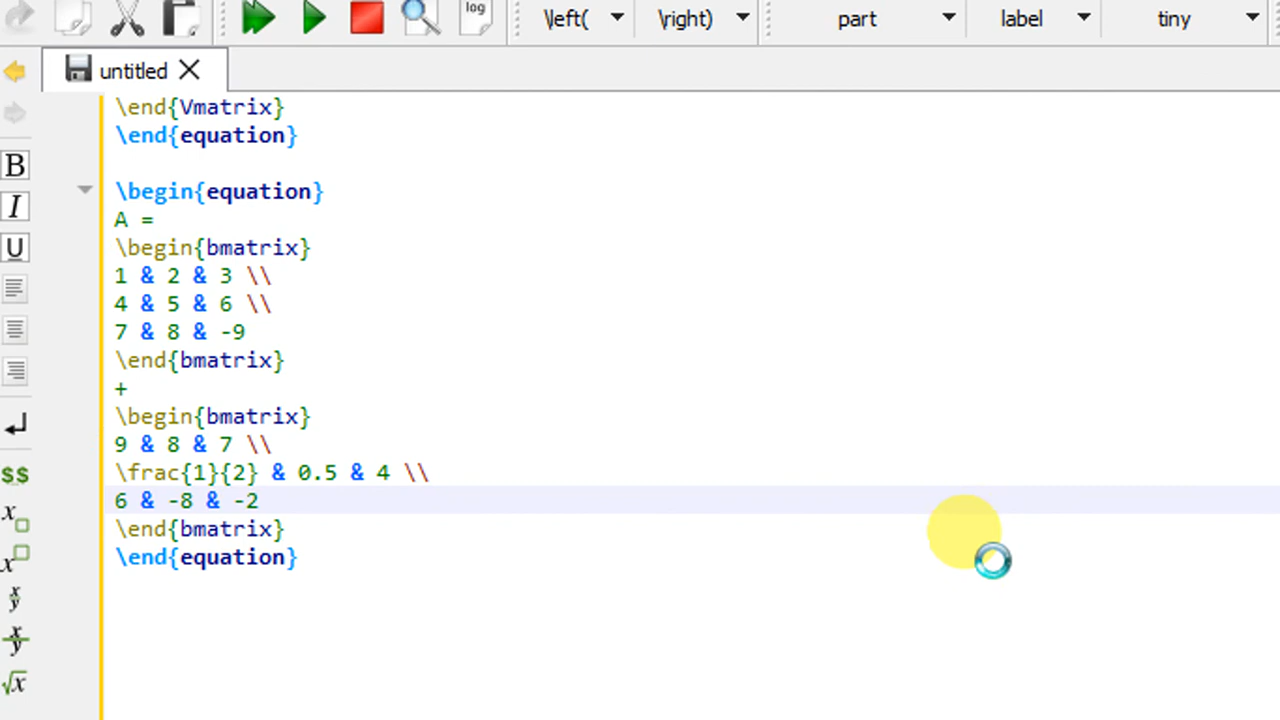 log
\left(
\right)
part
label
tiny
untitled
\end{Vmatrix}
\end{equation}
\begin{equation}
A =
\begin{bmatrix}
1 & 2 & 3 \\
4 & 5 & 6 \\
7 & 8 & -9
\end{bmatrix}
+
\begin{bmatrix}
9 & 8 & 7 \\
\frac{1}{2} & 0.5 & 4 \\
6 & -8 & -2
\end{bmatrix}
\end{equation}
B
I
U
$$
x
x
x
y
x
y
√x